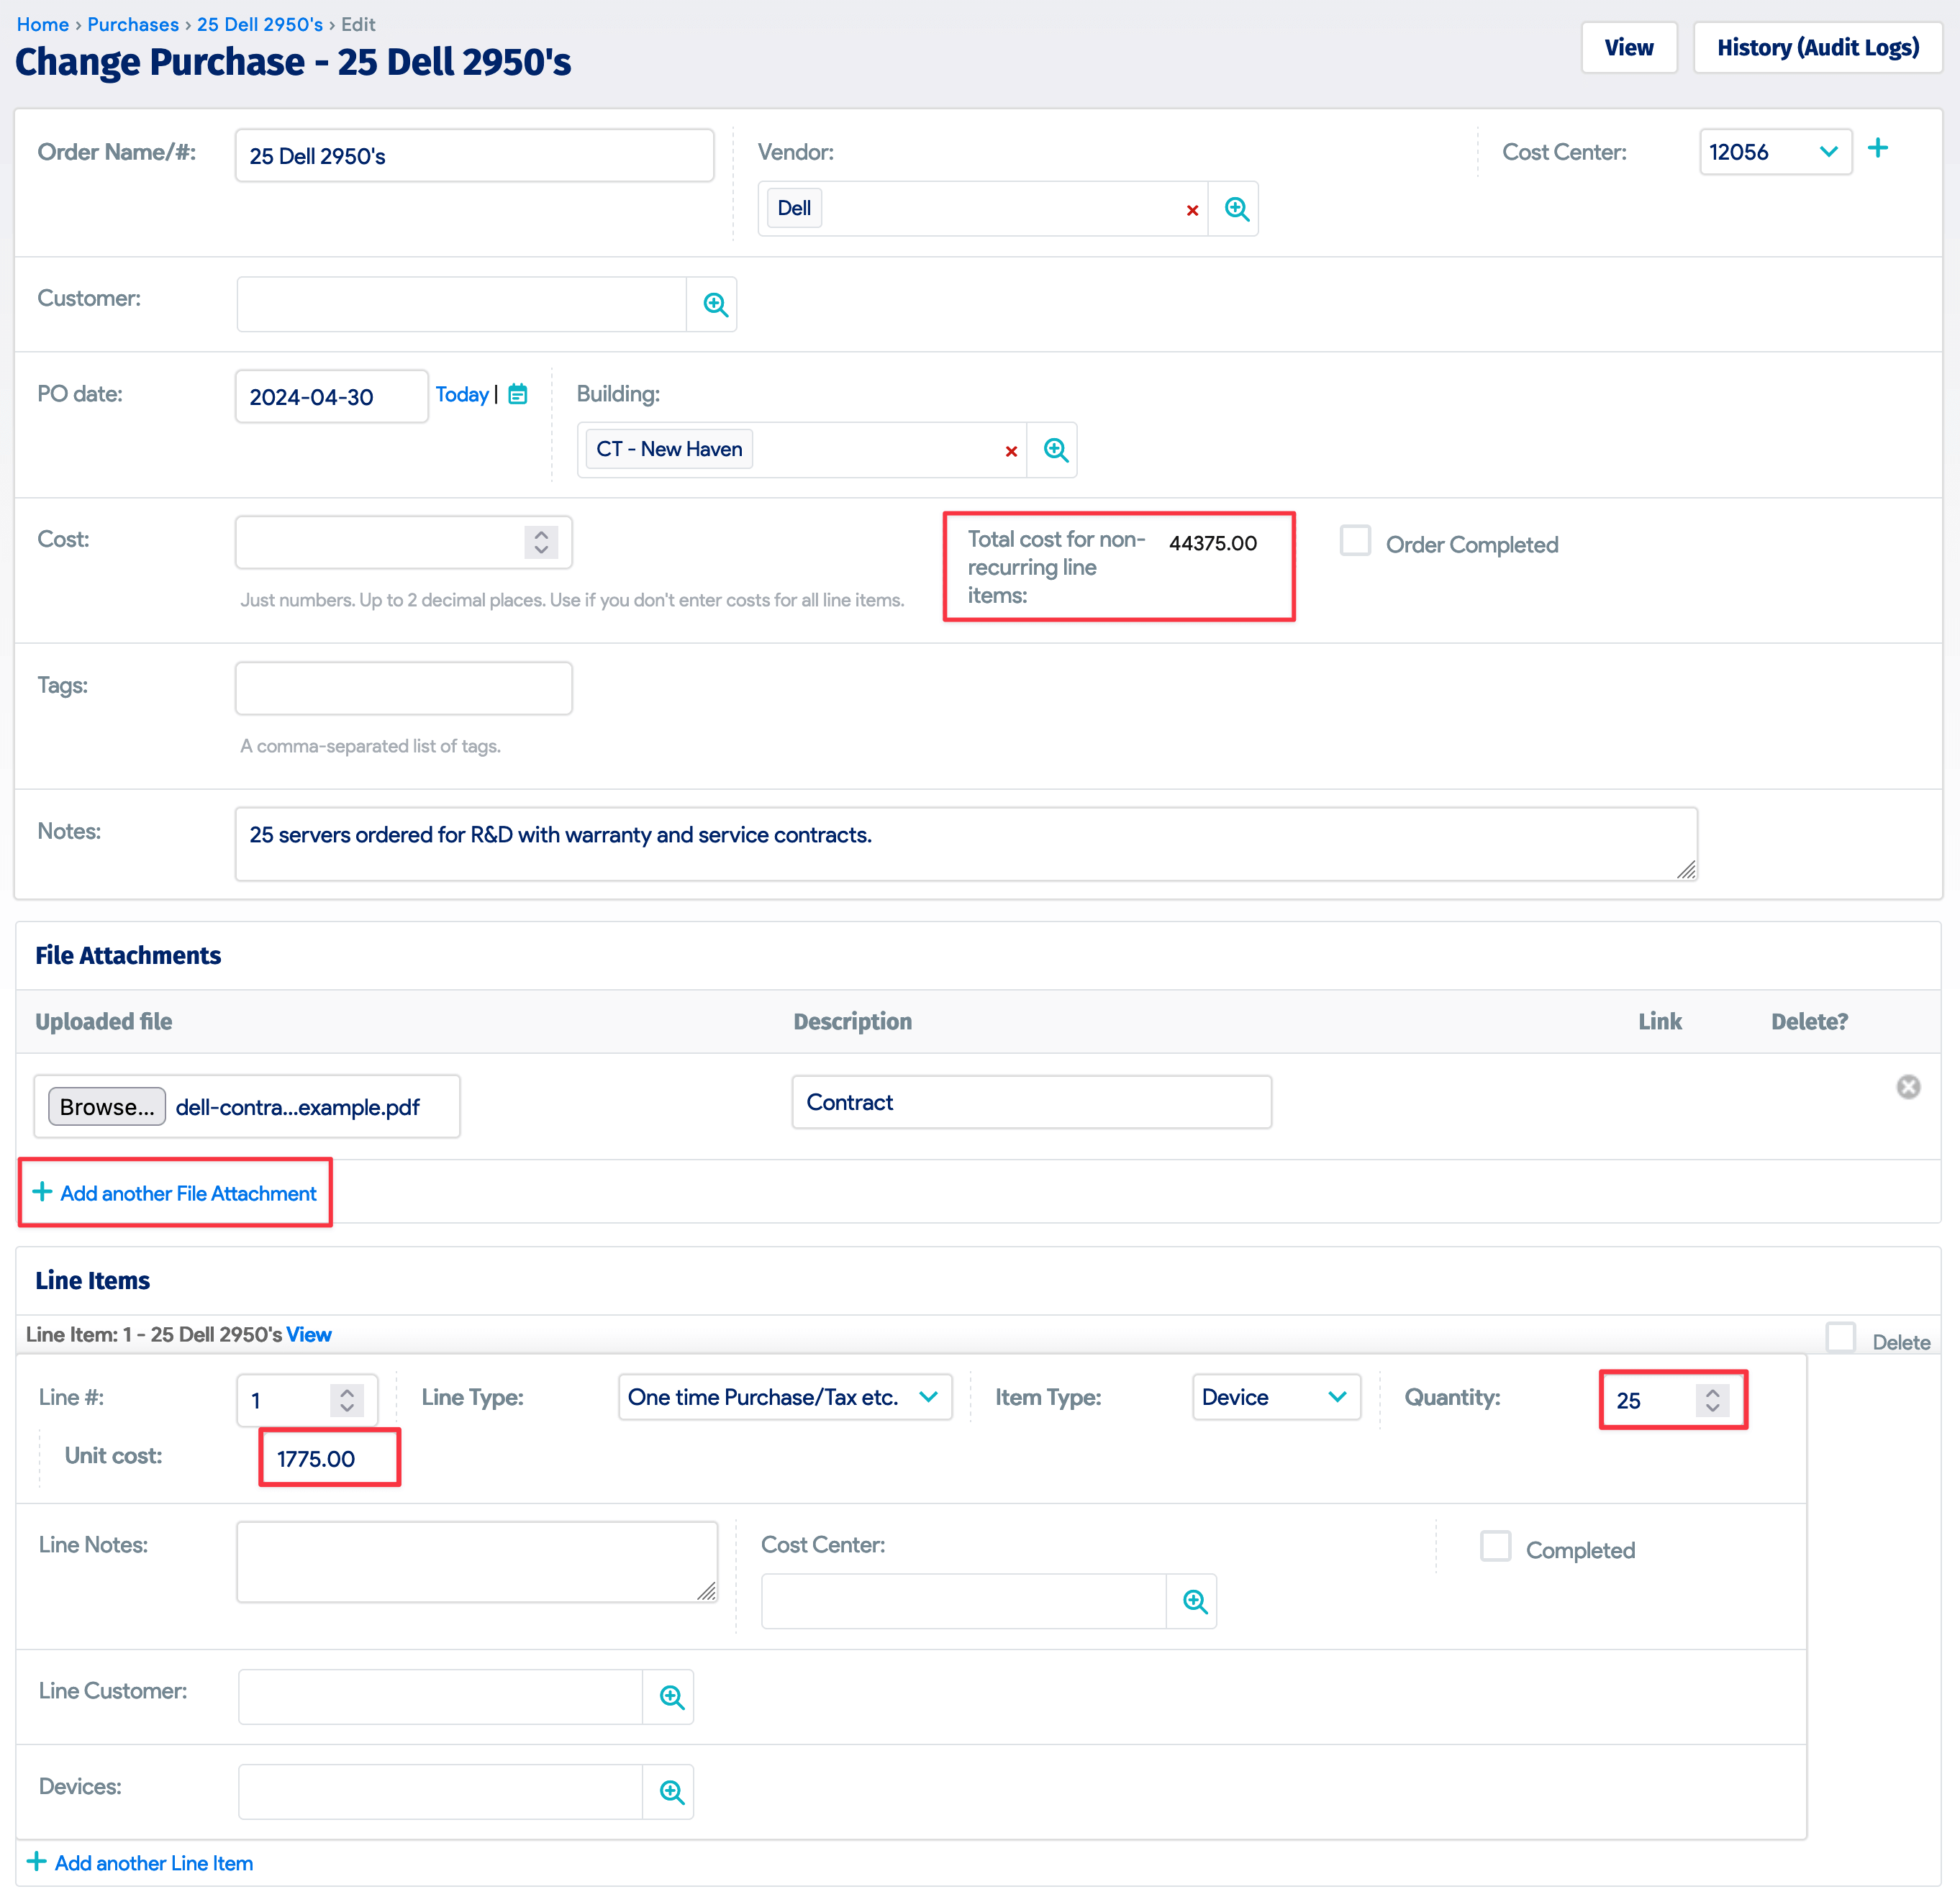 Home › Purchases › 25 Dell 2950's › Edit
Change Purchase - 25 Dell 2950's
View
History (Audit Logs)
Order Name/#:
25 Dell 2950's
Vendor:
Dell
Cost Center:
12056
Customer:
PO date:
2024-04-30
Today |
Building:
CT - New Haven
Cost:
Just numbers. Up to 2 decimal places. Use if you don't enter costs for all line items.
Total cost for non-
recurring line
items:
44375.00
Order Completed
Tags:
A comma-separated list of tags.
Notes:
25 servers ordered for R&D with warranty and service contracts.
File Attachments
Uploaded file
Description
Link
Delete?
Browse... dell-contra...example.pdf
Contract
Add another File Attachment
Line Items
Line Item: 1 - 25 Dell 2950's View
Delete
Line #:
1
Line Type:
One time Purchase/Tax etc.
Item Type:
Device
Quantity:
25
Unit cost:
1775.00
Line Notes:
Cost Center:
Completed
Line Customer:
Devices:
Add another Line Item